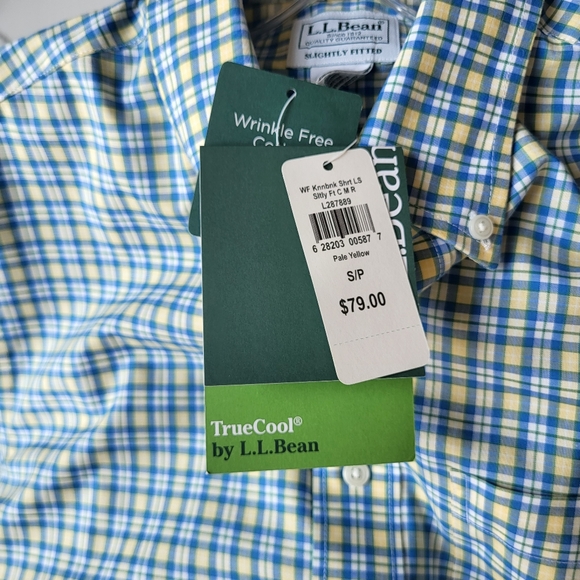 L.L.Bean
SINCE 1912
QUALITY GUARANTEED
SLIGHTLY FITTED
Wrinkle Free
Bean
WF Knnbnk Shrt LS
Sltly Ft C M R
L287889
6 28203 00587 7
Pale Yellow
S/P
$79.00
TrueCool®
by L.L.Bean